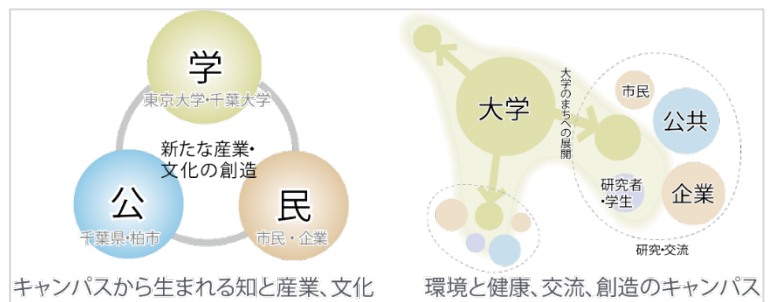 学
東京大学・千葉大学
新たな産業・
文化の創造
公
千葉県・柏市
民
市民・企業
キャンパスから生まれる知と産業、文化
大学
大学のまちへの展開
市民
公共
研究者
・学生
企業
研究・交流
環境と健康、交流、創造のキャンパス